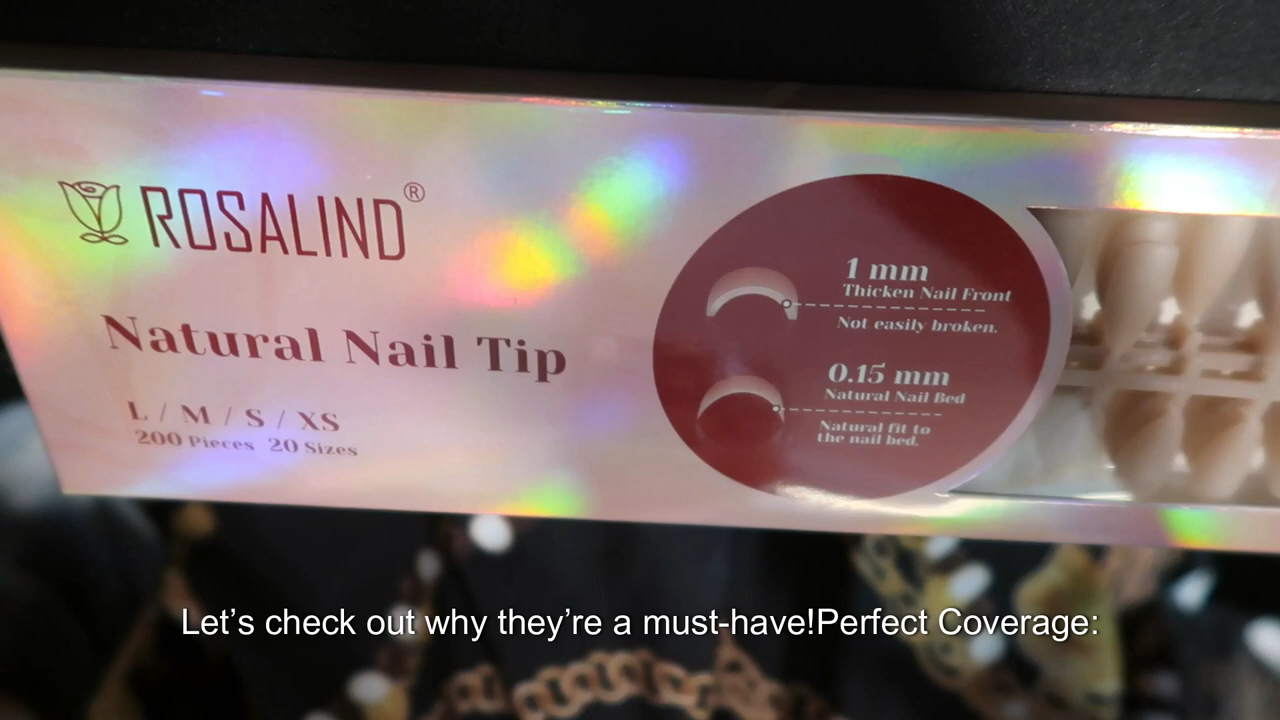 ROSALIND®
Natural Nail Tip
L / M / S / XS
200 Pieces 20 Sizes
1 mm
Thicken Nail Front
Not easily broken.
0.15 mm
Natural Nail Bed
Natural fit to
the nail bed.
Let’s check out why they’re a must-have!Perfect Coverage: